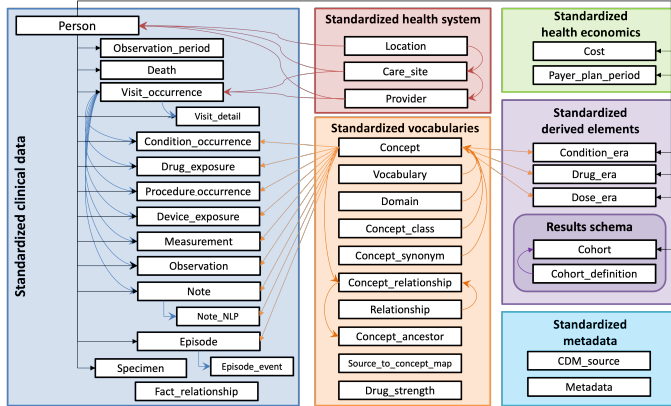 Standardized clinical data
Person
Observation_period
Death
Visit_occurrence
Visit_detail
Condition_occurrence
Drug_exposure
Procedure_occurrence
Device_exposure
Measurement
Observation
Note
Note_NLP
Episode
Specimen
Episode_event
Fact_relationship
Standardized health system
Location
Care_site
Provider
Standardized vocabularies
Concept
Vocabulary
Domain
Concept_class
Concept_synonym
Concept_relationship
Relationship
Concept_ancestor
Source_to_concept_map
Drug_strength
Standardized
health economics
Cost
Payer_plan_period
Standardized
derived elements
Condition_era
Drug_era
Dose_era
Results schema
Cohort
Cohort_definition
Standardized
metadata
CDM_source
Metadata